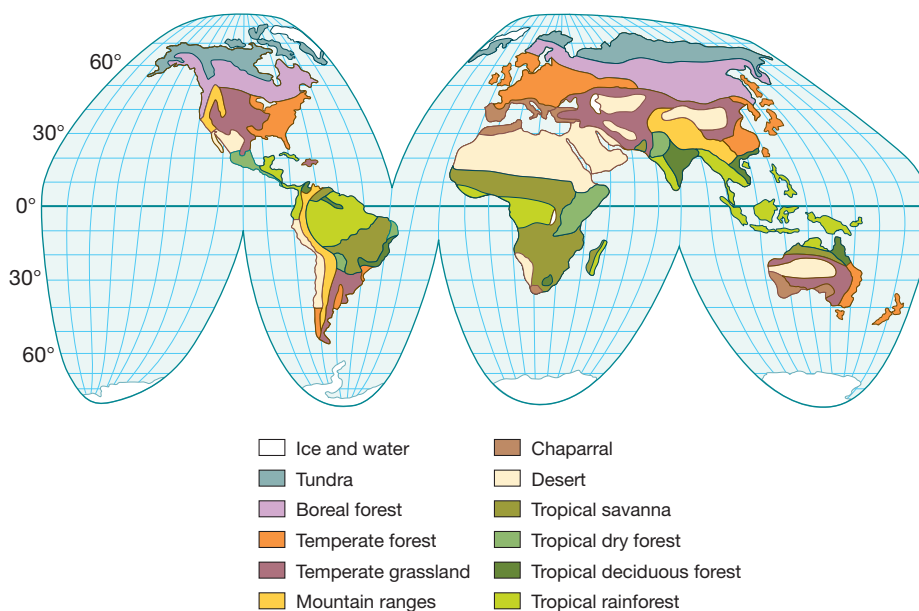 60°
30°
0°
30°
60°
Ice and water
Tundra
Boreal forest
Temperate forest
Temperate grassland
Mountain ranges
Chaparral
Desert
Tropical savanna
Tropical dry forest
Tropical deciduous forest
Tropical rainforest